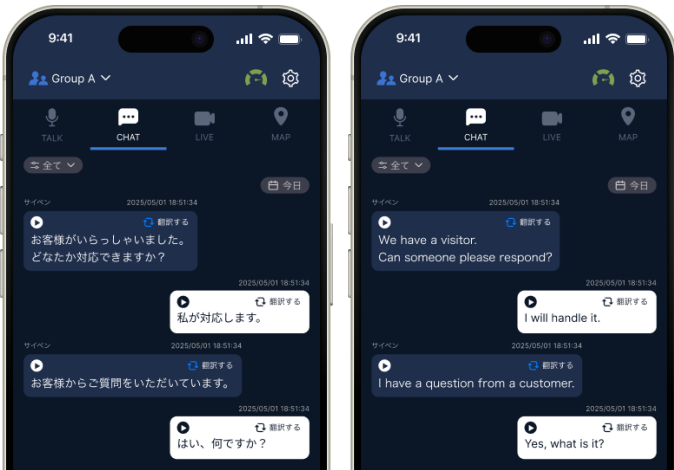 9:41
Group A
TALK
CHAT
LIVE
MAP
全て
今日
サイペン
2025/05/01 18:51:34
翻訳する
お客様がいらっしゃいました。
どなたか対応できますか？
2025/05/01 18:51:34
翻訳する
私が対応します。
サイペン
2025/05/01 18:51:34
翻訳する
お客様からご質問をいただいています。
2025/05/01 18:51:34
翻訳する
はい、何ですか？
9:41
Group A
TALK
CHAT
LIVE
MAP
全て
今日
サイペン
2025/05/01 18:51:34
翻訳する
We have a visitor.
Can someone please respond?
2025/05/01 18:51:34
翻訳する
I will handle it.
サイペン
2025/05/01 18:51:34
翻訳する
I have a question from a customer.
2025/05/01 18:51:34
翻訳する
Yes, what is it?